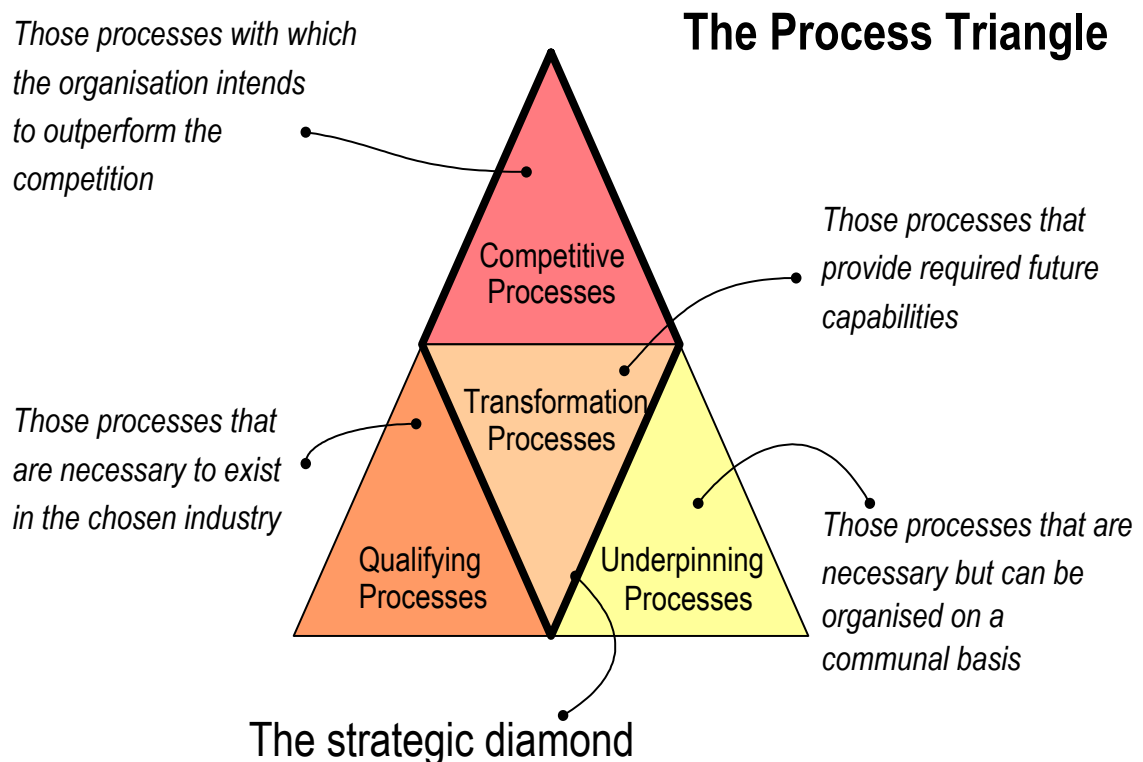 The Process Triangle
Those processes with which
the organisation intends
to outperform the
competition
Competitive
Processes
Those processes that
provide required future
capabilities
Transformation
Processes
Those processes that
are necessary to exist
in the chosen industry
Qualifying
Processes
Underpinning
Processes
Those processes that are
necessary but can be
organised on a
communal basis
The strategic diamond